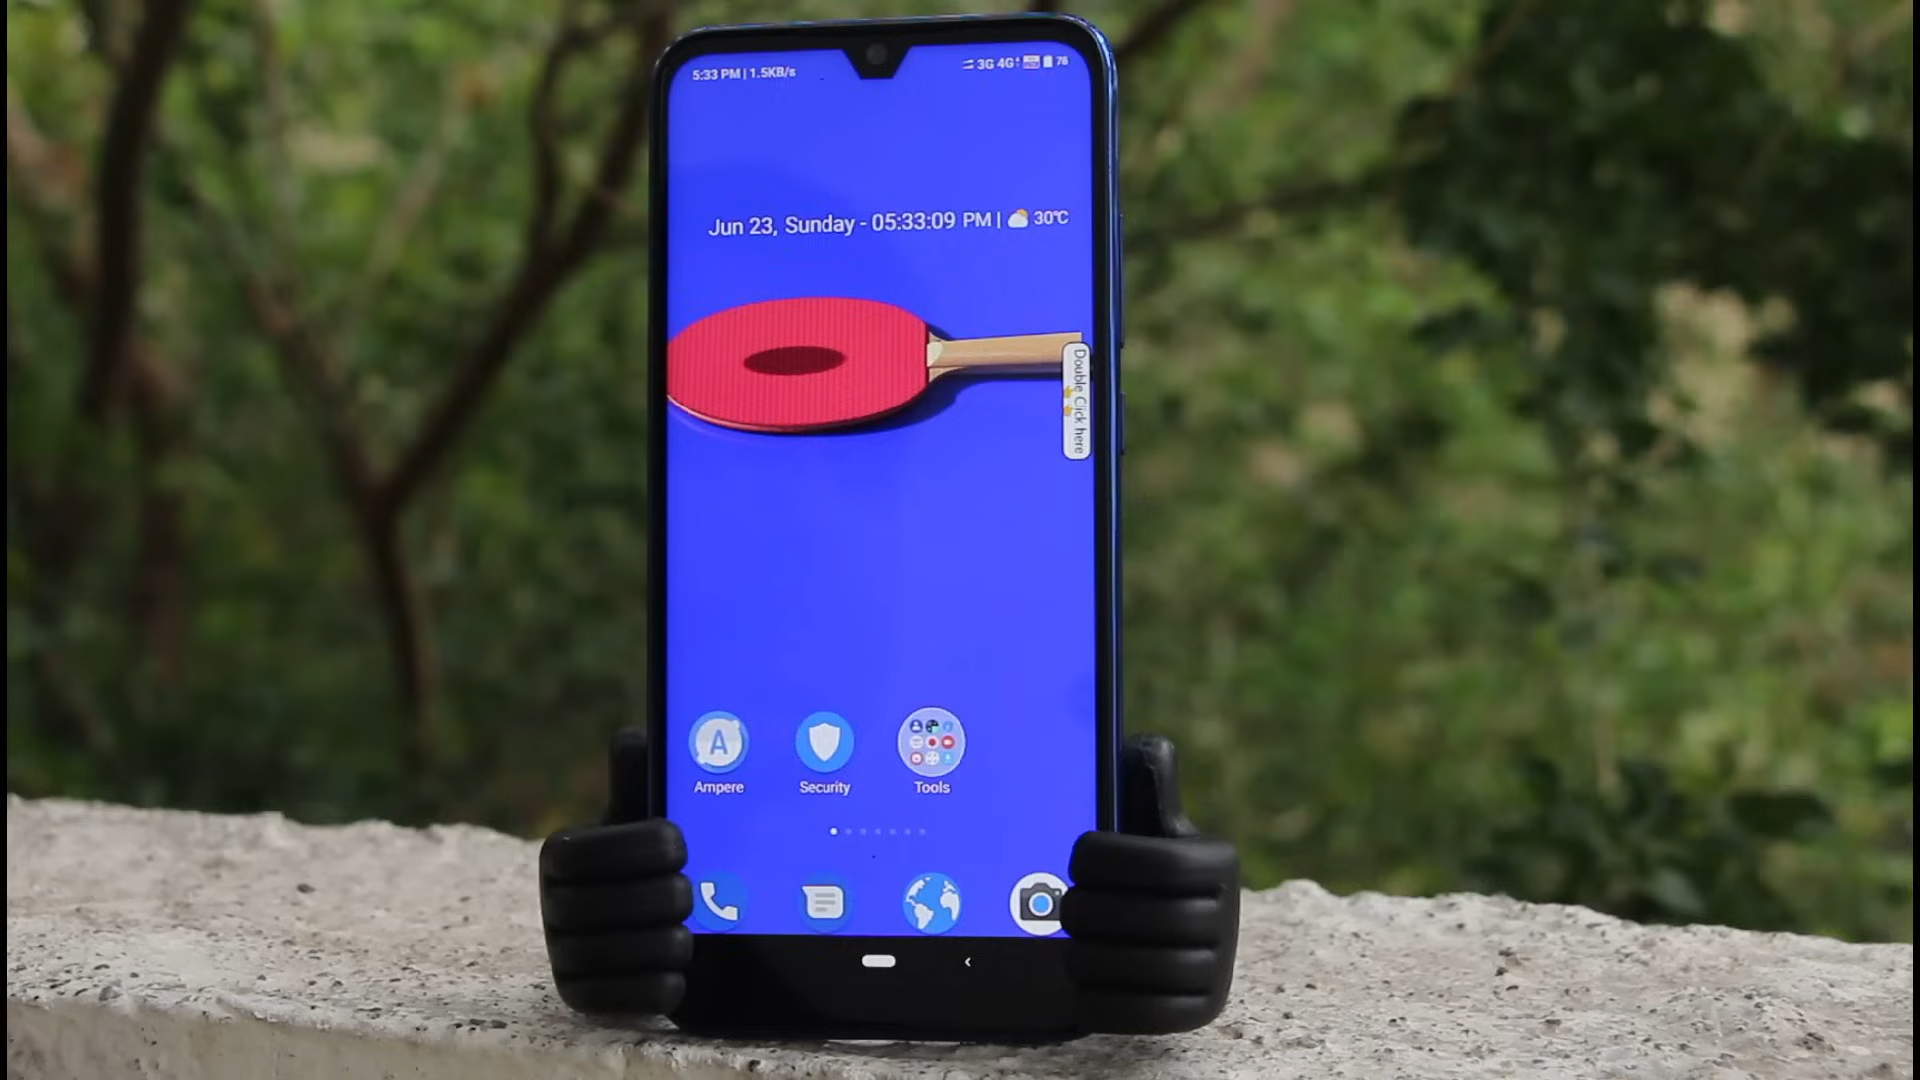 5:33 PM | 1.5KB/s
3G 4G 78
Jun 23, Sunday - 05:33:09 PM | 30℃
Double Click here
A
Ampere
Security
Tools